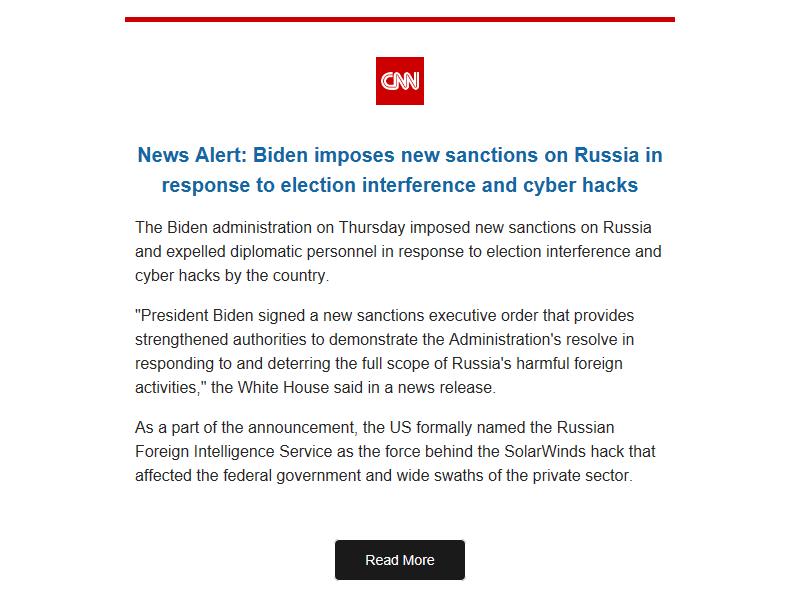 CNN
News Alert: Biden imposes new sanctions on Russia in
response to election interference and cyber hacks
The Biden administration on Thursday imposed new sanctions on Russia
and expelled diplomatic personnel in response to election interference and
cyber hacks by the country.
"President Biden signed a new sanctions executive order that provides
strengthened authorities to demonstrate the Administration's resolve in
responding to and deterring the full scope of Russia's harmful foreign
activities," the White House said in a news release.
As a part of the announcement, the US formally named the Russian
Foreign Intelligence Service as the force behind the SolarWinds hack that
affected the federal government and wide swaths of the private sector.
Read More